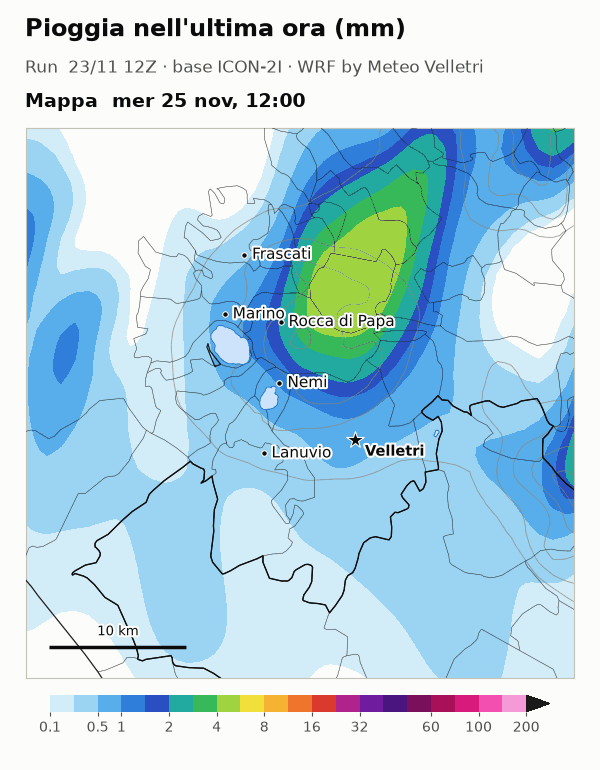 Pioggia nell'ultima ora (mm)
Run  23/11 12Z · base ICON-2I · WRF by Meteo Velletri
Mappa  mer 25 nov, 12:00
Frascati
Marino
Rocca di Papa
Nemi
Velletri
Lanuvio
10 km
0.1 0.5 1 2 4 8 16 32 60 100 200